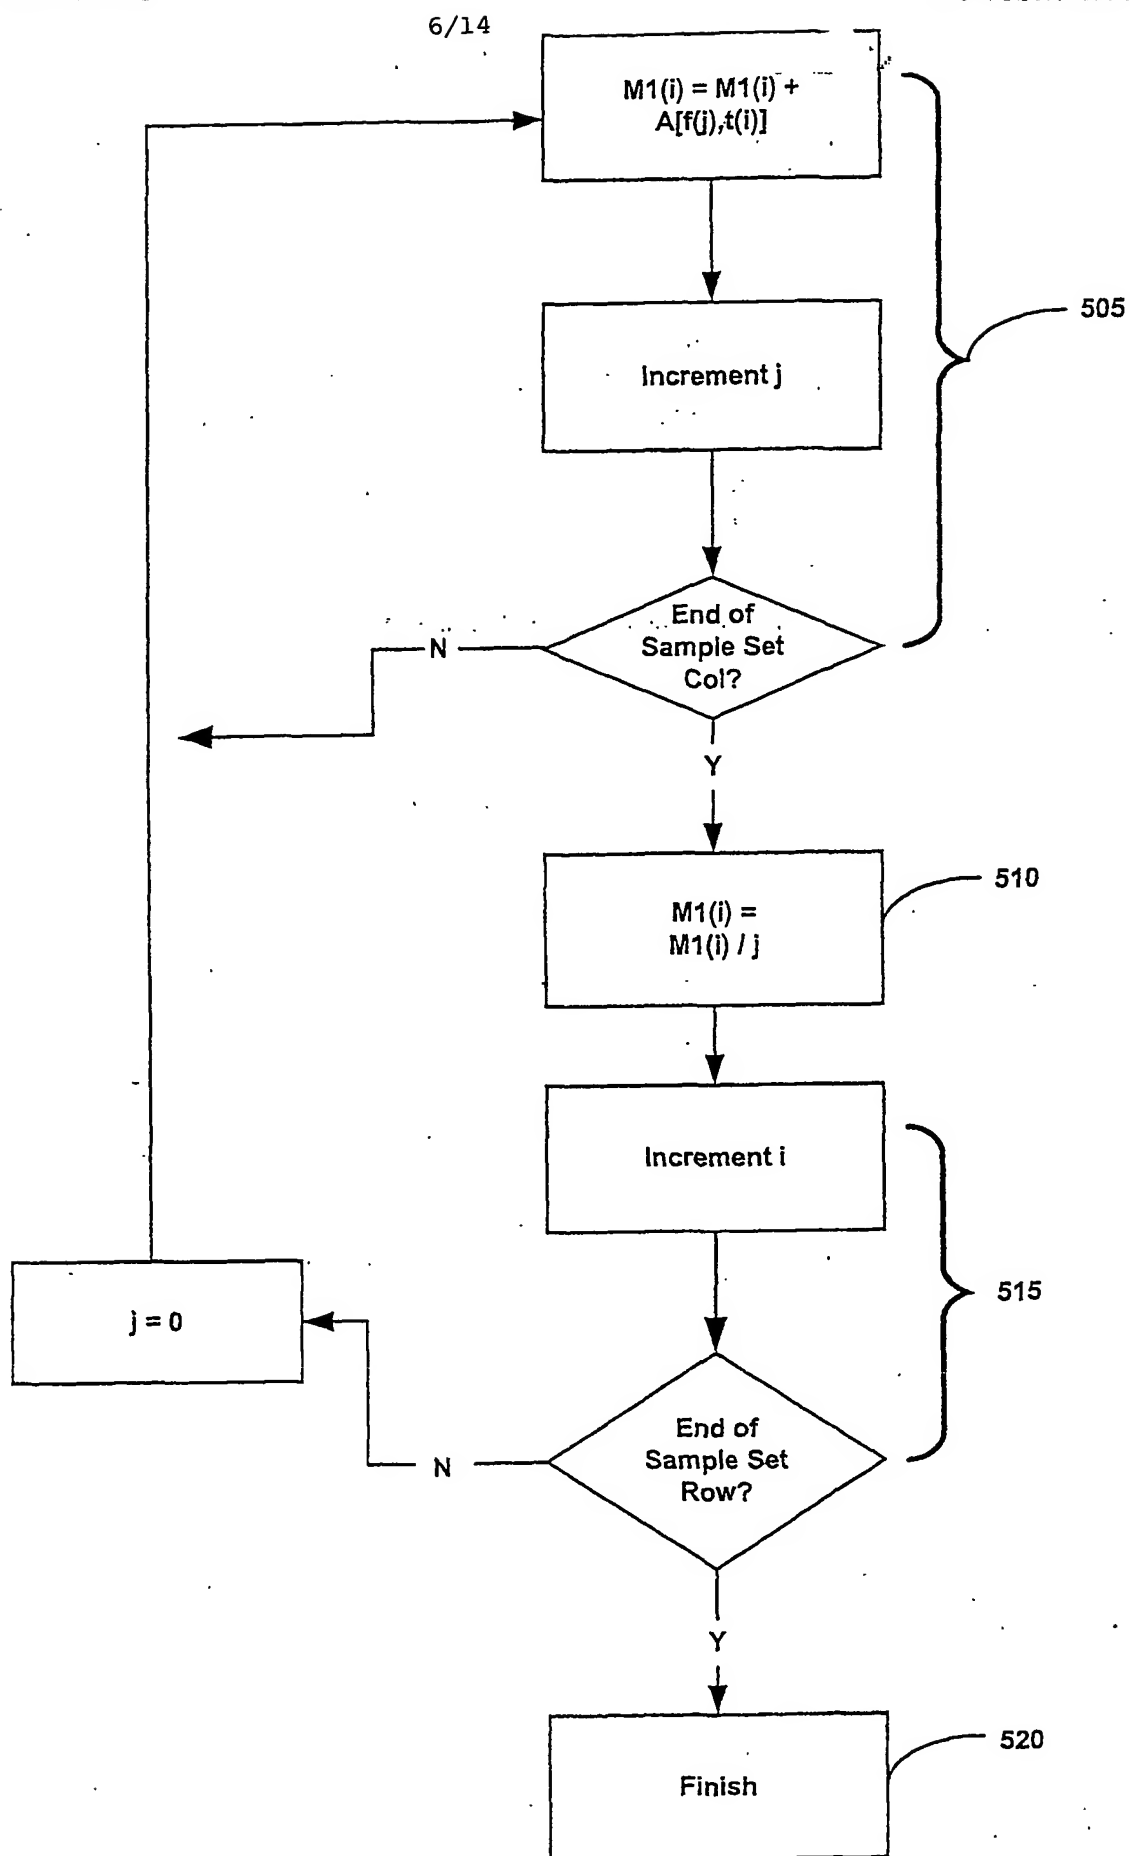 6/14
M1(i) = M1(i) +
A[f(j),t(i)]
505
Increment j
End of
Sample Set
Col?
N
Y
510
M1(i) =
M1(i) / j
Increment i
515
j = 0
End of
Sample Set
Row?
N
Y
520
Finish